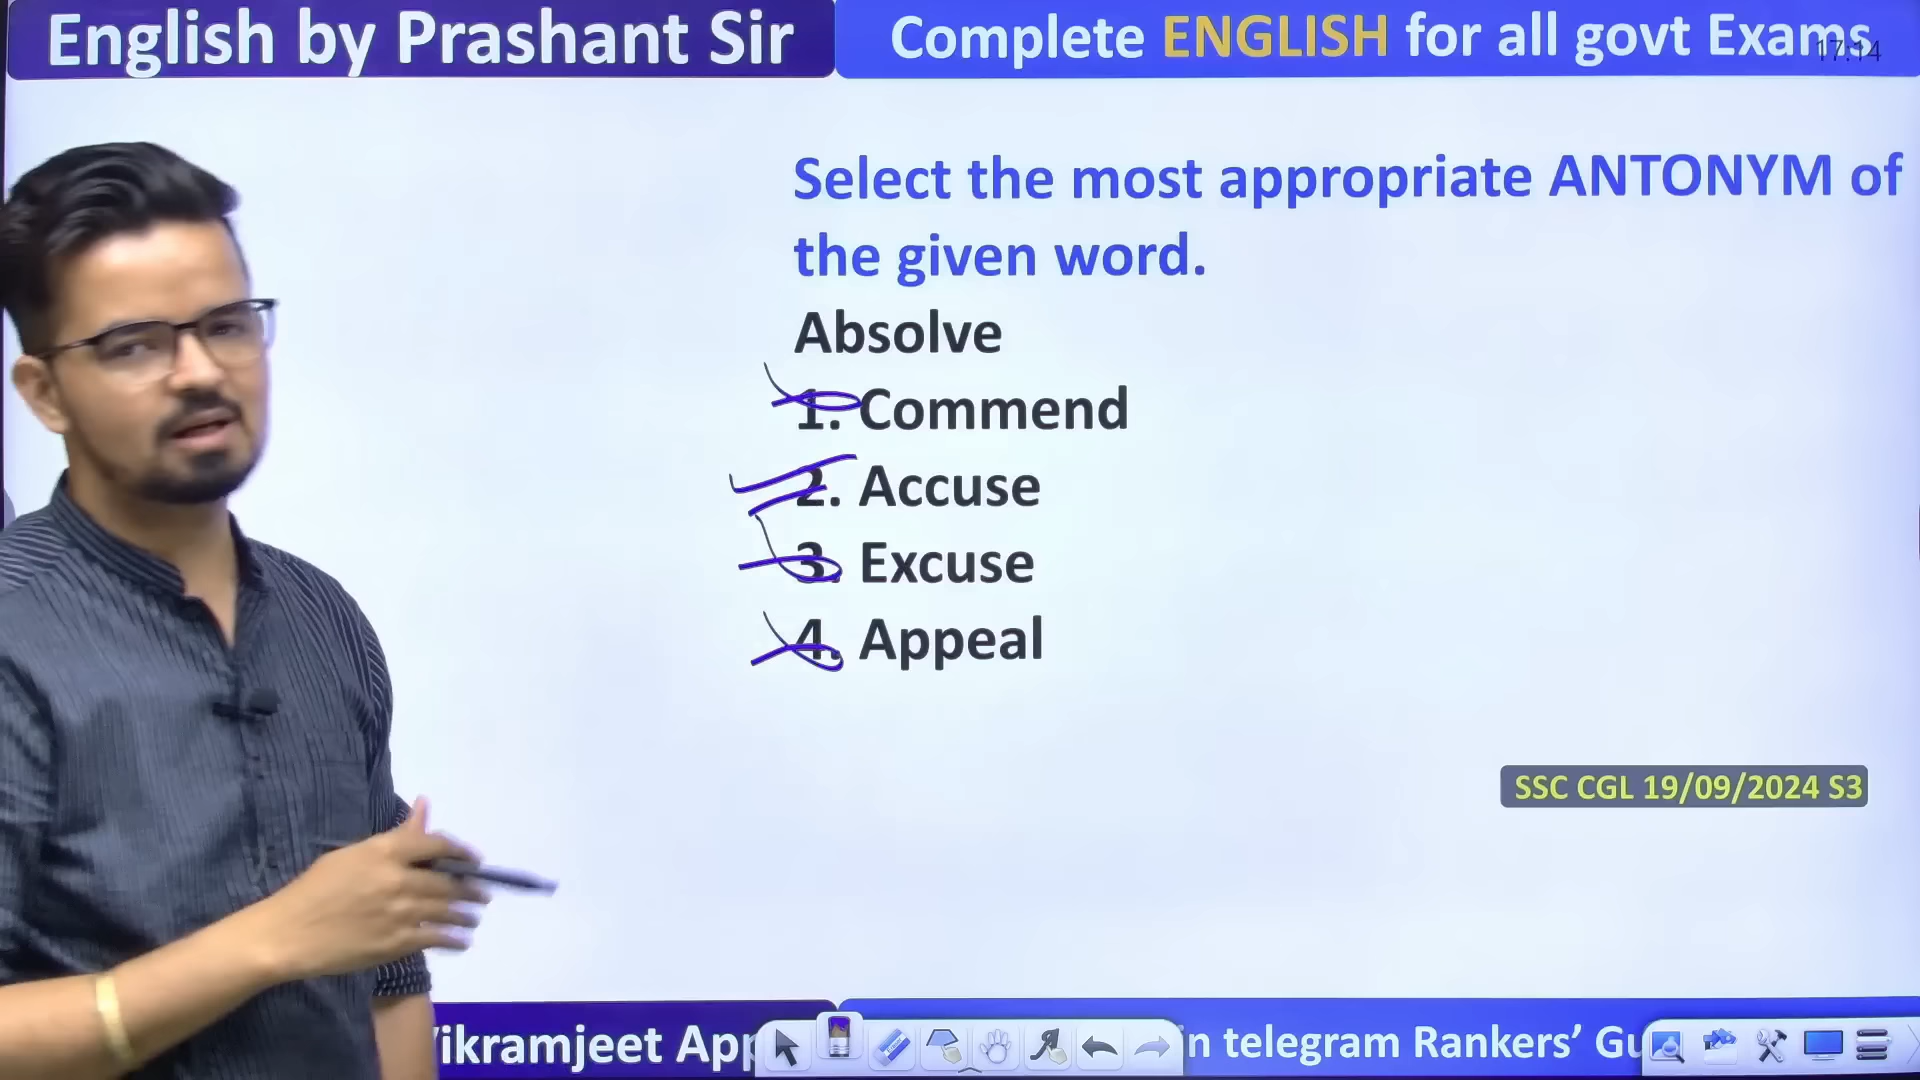 English by Prashant Sir
Complete ENGLISH for all govt Exams
17:14
Select the most appropriate ANTONYM of
the given word.
Absolve
1. Commend
2. Accuse
3. Excuse
4. Appeal
SSC CGL 19/09/2024 S3
ikramjeet App
in telegram Rankers’ Gu